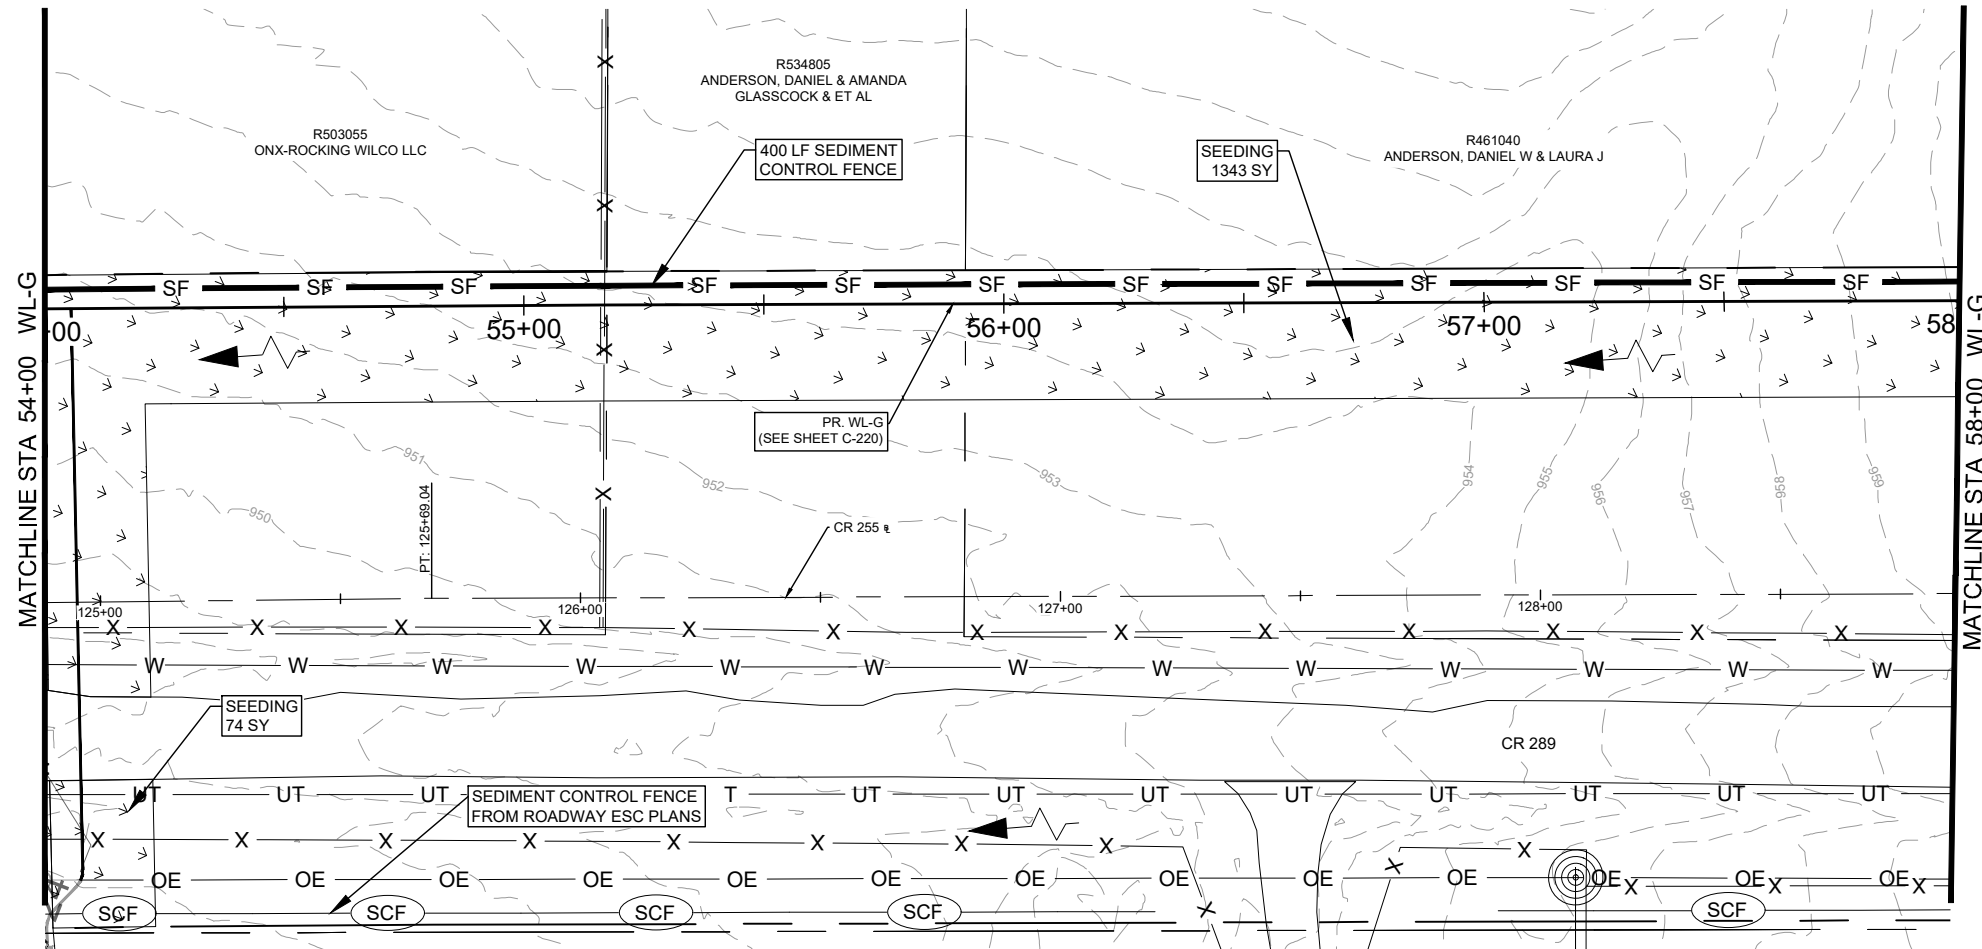 R534805
ANDERSON, DANIEL & AMANDA
GLASSCOCK & ET AL
R503055
ONX-ROCKING WILCO LLC
400 LF SEDIMENT
CONTROL FENCE
SEEDING
1343 SY
R461040
ANDERSON, DANIEL W & LAURA J
X
X
SF SF SF SF SF SF SF SF SF SF SF SF
MATCHLINE STA 54+00 WL-G
MATCHLINE STA 58+00 WL-G
+00 55+00 56+00 57+00 58
X
PR. WL-G
(SEE SHEET C-220)
951
952
953
954
955
956
957
958
959
950
X
PT: 125+69.04
CR 255 ⅊
125+00 126+00 127+00 128+00
X X X X X X X X X X X X X
W W W W W W W W W W W W W
SEEDING
74 SY
CR 289
UT UT UT T UT UT UT UT UT UT UT UT
SEDIMENT CONTROL FENCE
FROM ROADWAY ESC PLANS
X X X X X X X X X X
OE OE OE OE OE OE OE OE OE OE OE OE OE
X X X X
SCF SCF SCF SCF SCF